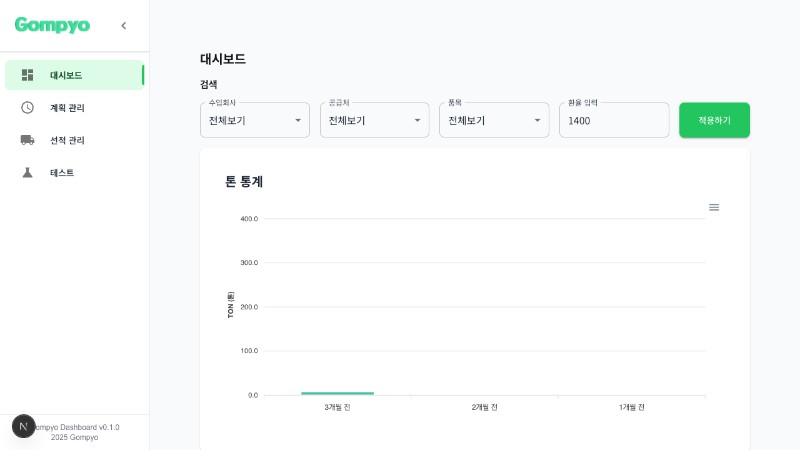 Gompyo
대시보드
계획 관리
선적 관리
테스트
N
ompyo Dashboard v0.1.0
2025 Gompyo
대시보드
검색
수입회사
전체보기
공급처
전체보기
품목
전체보기
환율 입력
1400
적용하기
톤 통계
400.0
300.0
200.0
100.0
0.0
TON (톤)
3개월 전
2개월 전
1개월 전